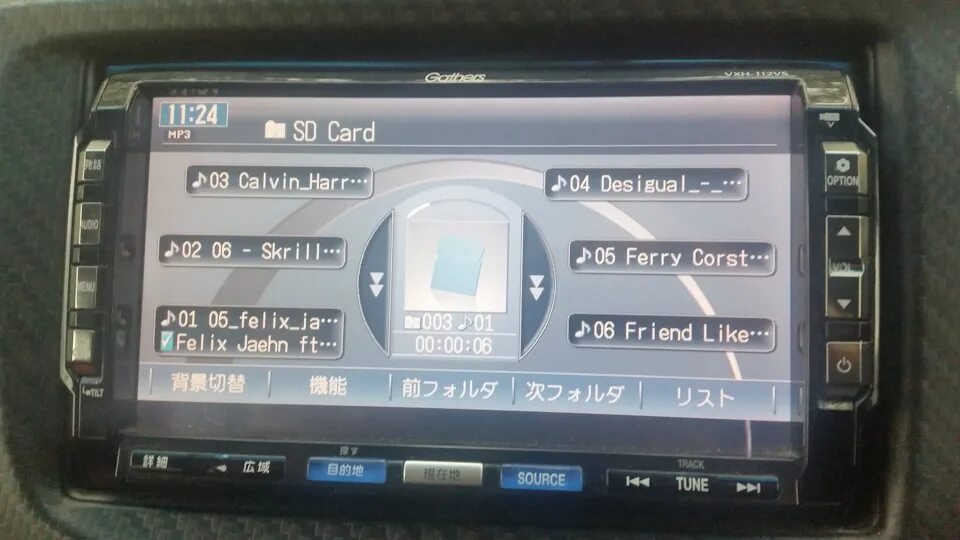 Gathers
VXH-112VS
11:24
MP3
SD Card
♪03 Calvin_Harr…
♪04 Desigual_-_…
♪02 06 - Skrill…
♪05 Ferry Corst…
♪01 05_felix_ja…
Felix Jaehn ft…
♪06 Friend Like…
003 ♪01
00:00:06
背景切替
機能
前フォルダ
次フォルダ
リスト
発話
AUDIO
MENU
TILT
OPTION
VOL
詳細
広域
探す
目的地
現在地
SOURCE
TRACK
TUNE